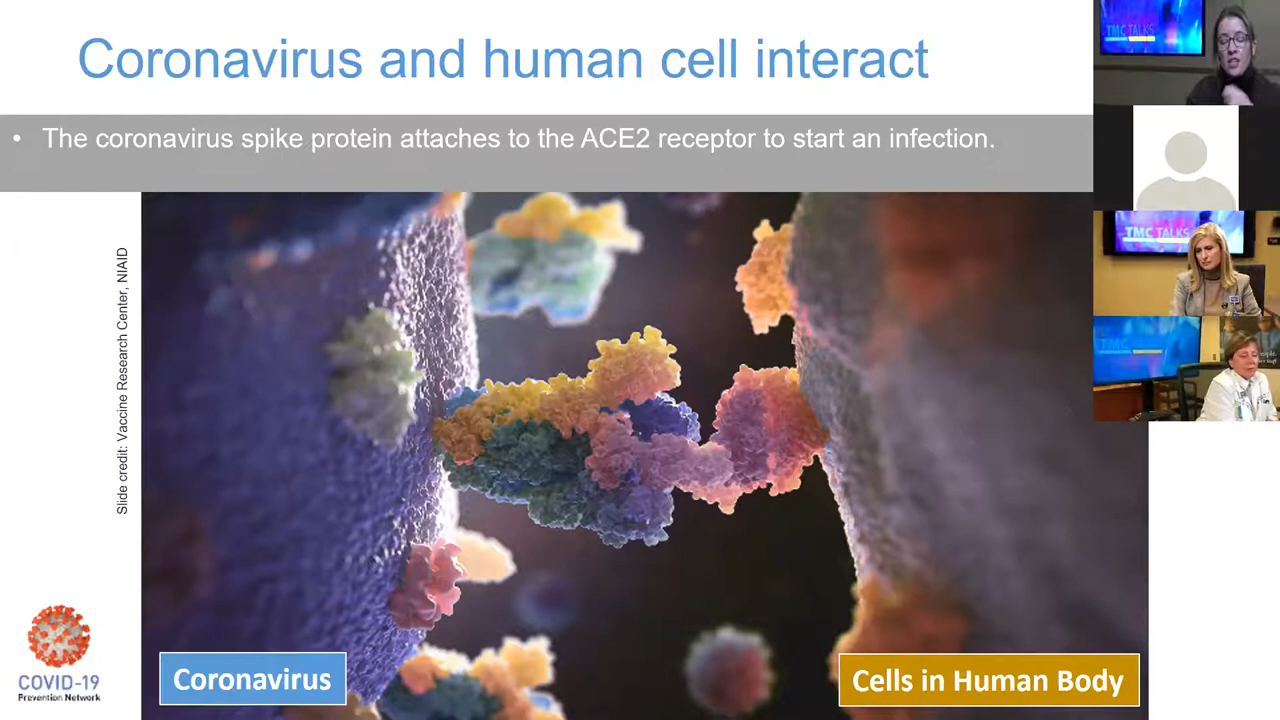 Coronavirus and human cell interact
• The coronavirus spike protein attaches to the ACE2 receptor to start an infection.
Slide credit: Vaccine Research Center, NIAID
Coronavirus
Cells in Human Body
COVID-19
Prevention Network
TMC TALKS
TMC TALKS